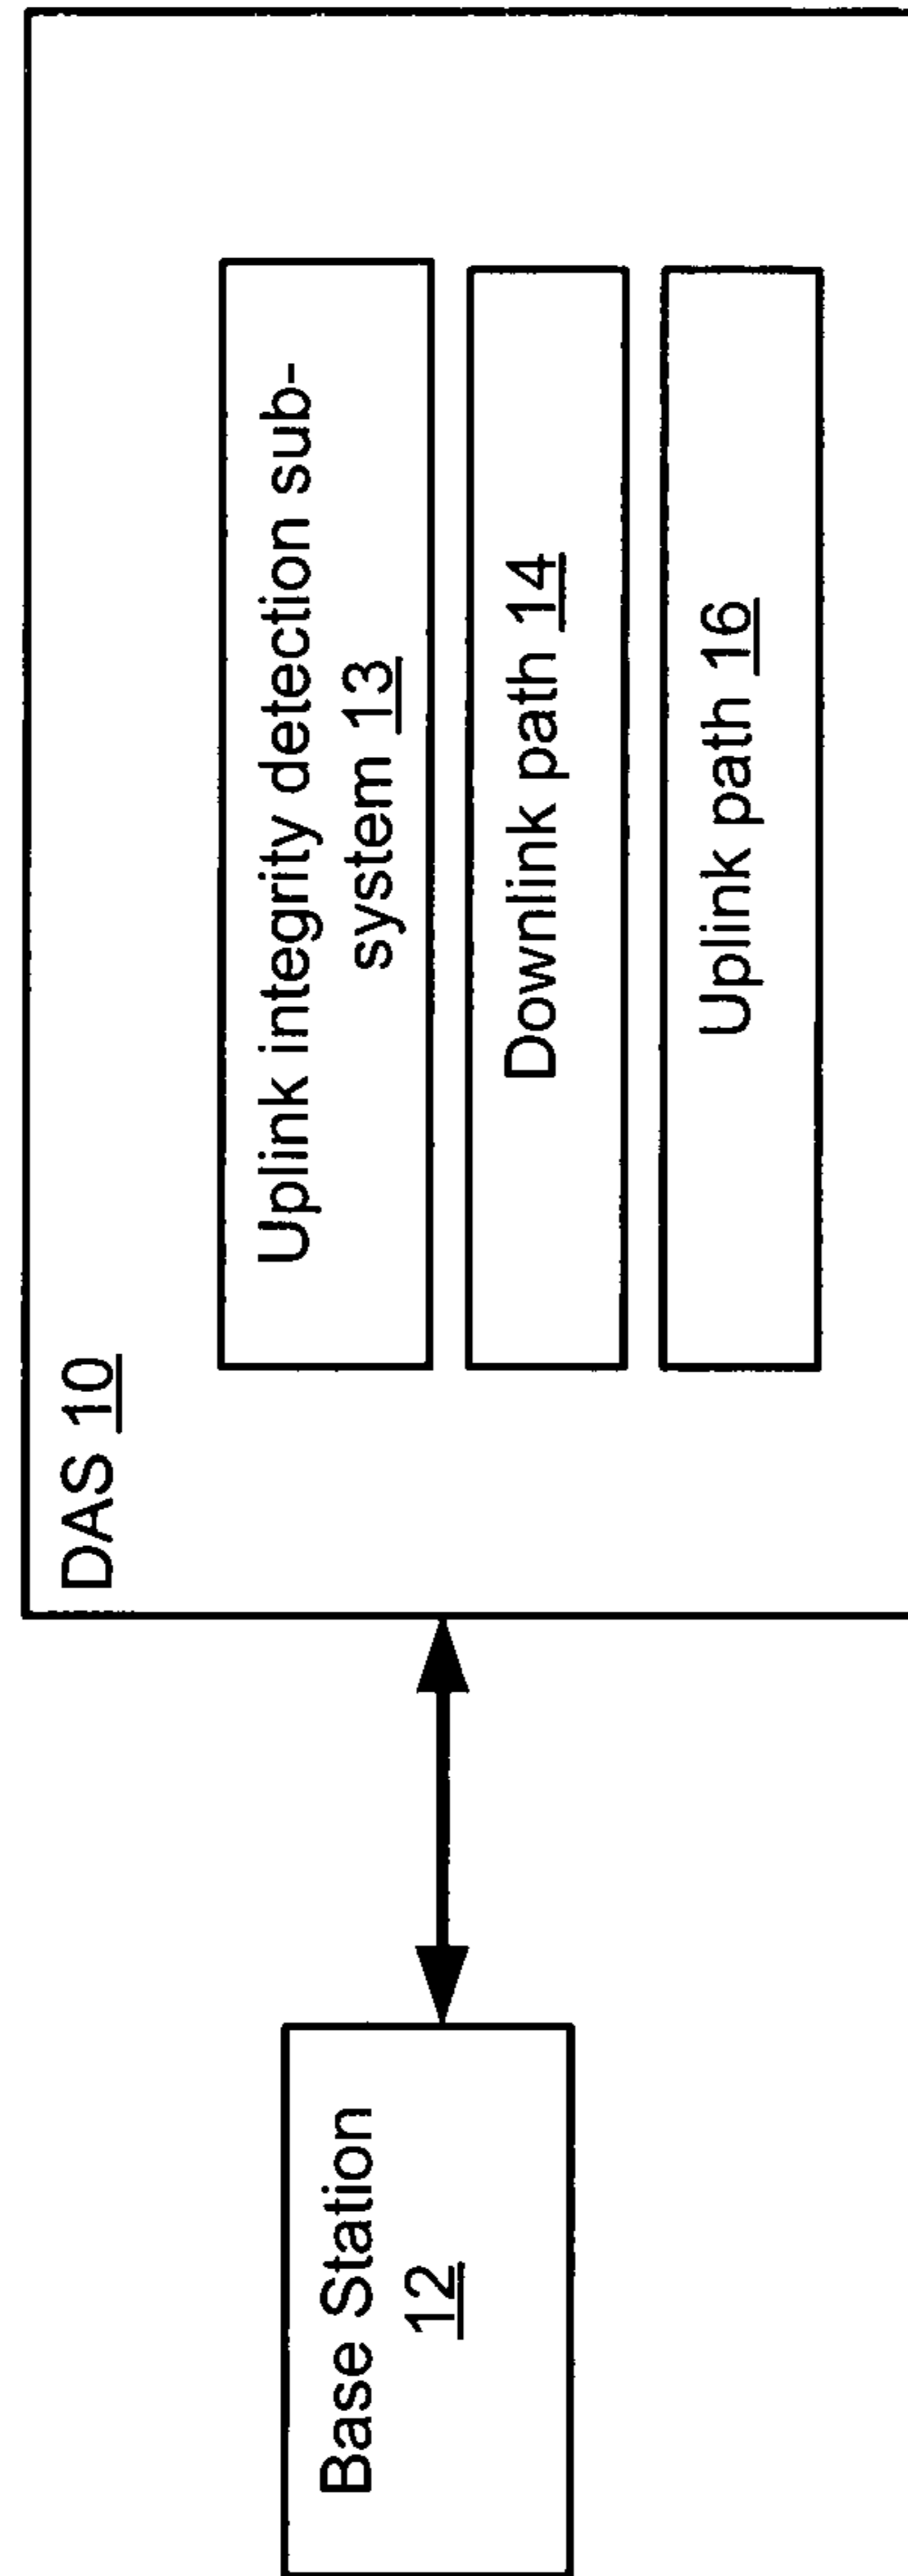 DAS 10
Uplink integrity detection sub-
system 13
Downlink path 14
Uplink path 16
Base Station
12